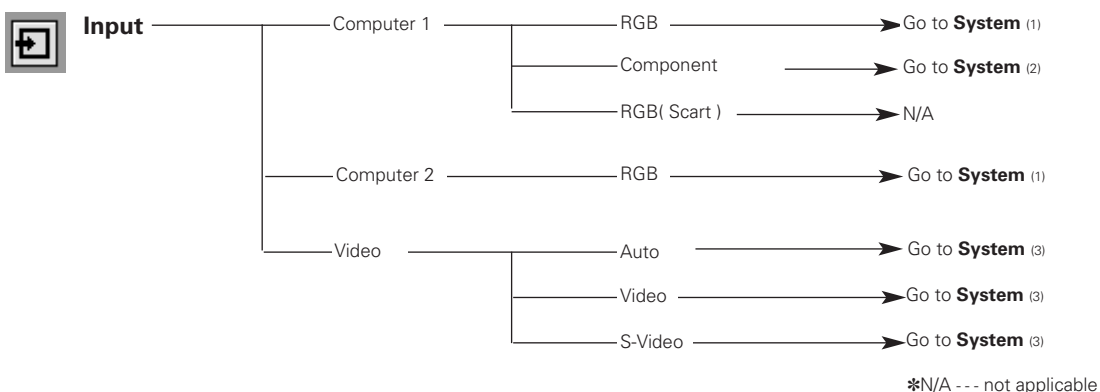 Input Computer 1 RGB Go to System (1)
Component Go to System (2)
RGB( Scart ) N/A
Computer 2 RGB Go to System (1)
Video Auto Go to System (3)
Video Go to System (3)
S-Video Go to System (3)
✽N/A - - - not applicable